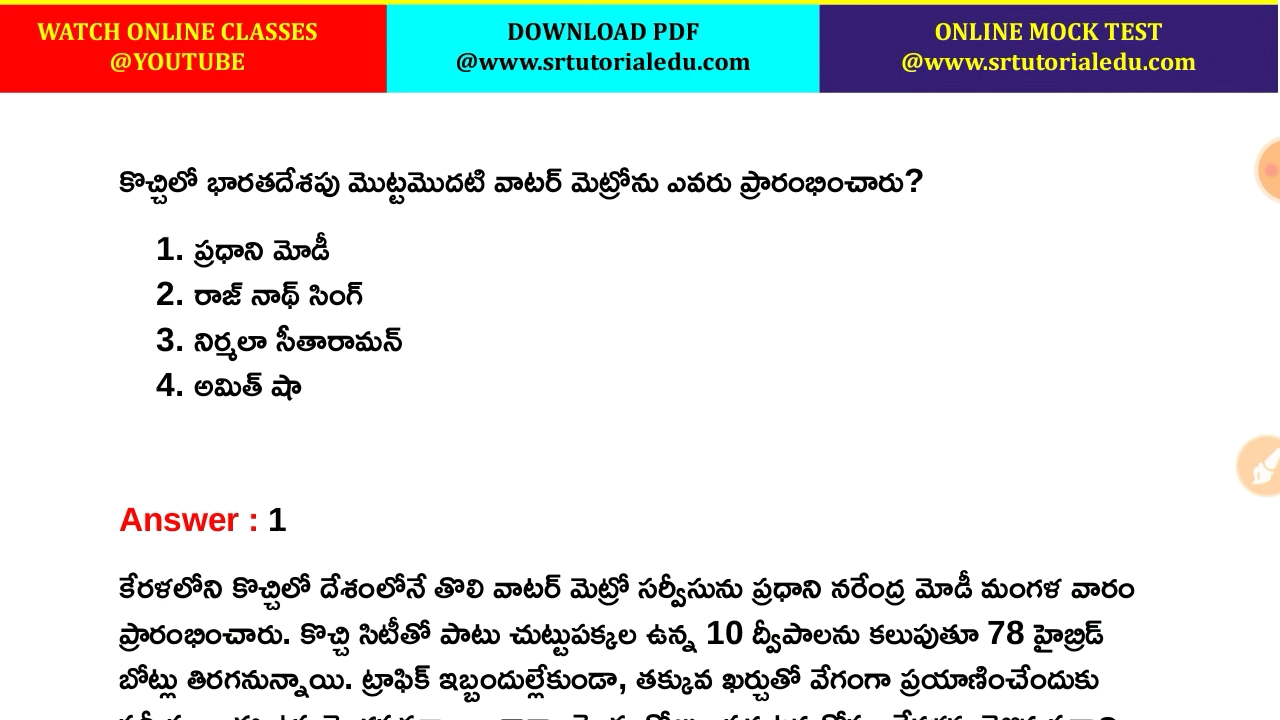 WATCH ONLINE CLASSES
@YOUTUBE
DOWNLOAD PDF
@www.srtutorialedu.com
ONLINE MOCK TEST
@www.srtutorialedu.com
కొచ్చిలో భారతదేశపు మొట్టమొదటి వాటర్ మెట్రోను ఎవరు ప్రారంభించారు?
1. ప్రధాని మోడీ
2. రాజ్ నాథ్ సింగ్
3. నిర్మలా సీతారామన్
4. అమిత్ షా
Answer : 1
కేరళలోని కొచ్చిలో దేశంలోనే తొలి వాటర్ మెట్రో సర్వీసును ప్రధాని నరేంద్ర మోడీ మంగళ వారం
ప్రారంభించారు. కొచ్చి సిటీతో పాటు చుట్టుపక్కల ఉన్న 10 ద్వీపాలను కలుపుతూ 78 హైబ్రిడ్
బోట్లు తిరగనున్నాయి. ట్రాఫిక్ ఇబ్బందుల్లేకుండా, తక్కువ ఖర్చుతో వేగంగా ప్రయాణించేందుకు